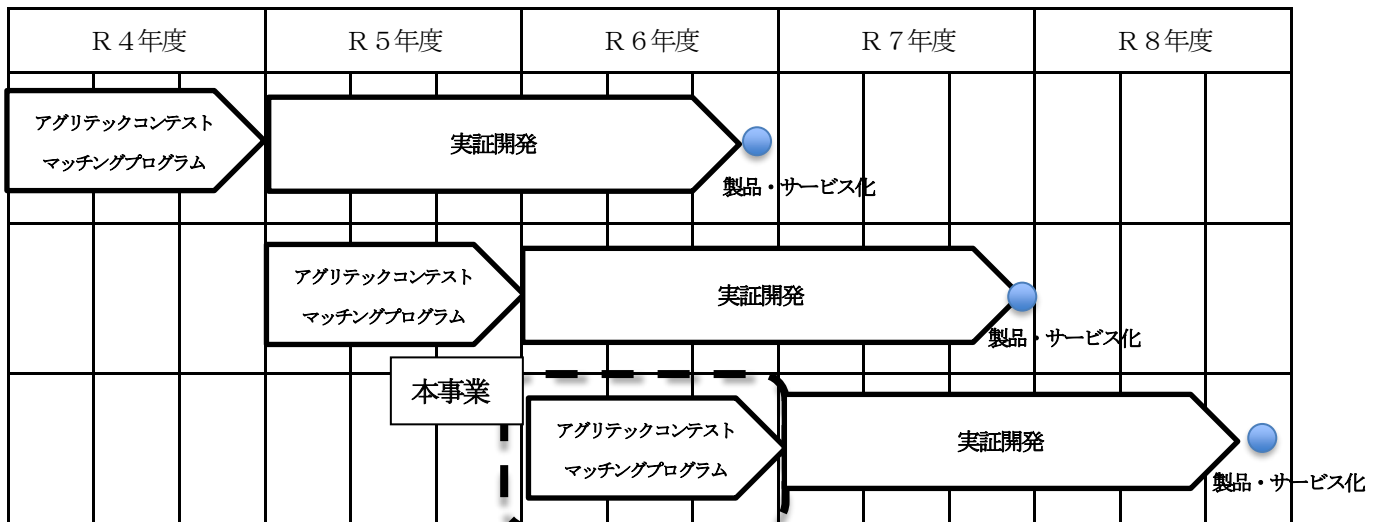 Ｒ４年度
Ｒ５年度
Ｒ６年度
Ｒ７年度
Ｒ８年度
アグリテックコンテスト
マッチングプログラム
実証開発
製品・サービス化
アグリテックコンテスト
マッチングプログラム
実証開発
製品・サービス化
本事業
アグリテックコンテスト
マッチングプログラム
実証開発
製品・サービス化